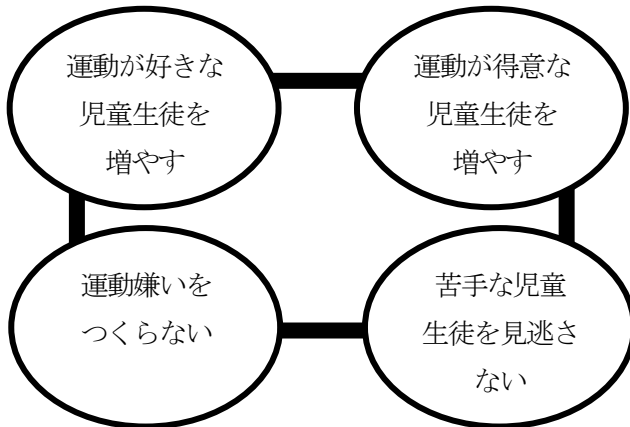 運動が好きな
児童生徒を
増やす
運動が得意な
児童生徒を
増やす
運動嫌いを
つくらない
苦手な児童
生徒を見逃さ
ない